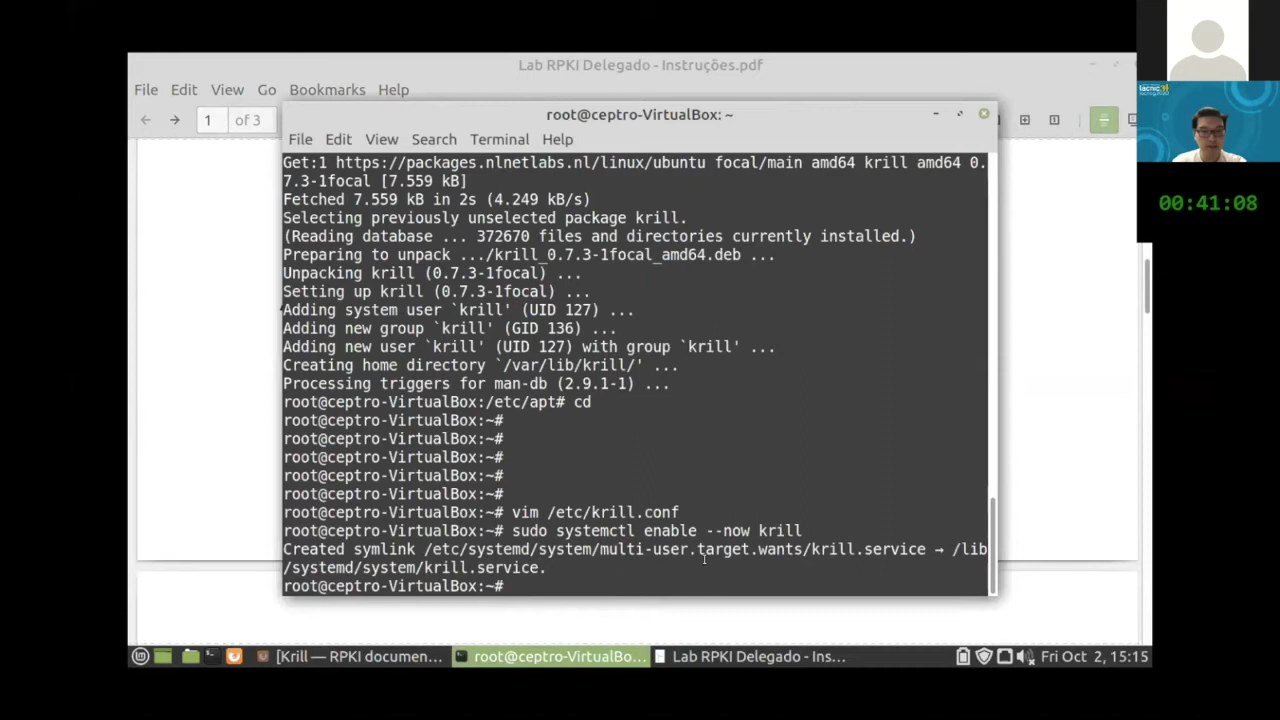 Lab RPKI Delegado - Instruções.pdf
File Edit View Go Bookmarks Help
1 of 3
root@ceptro-VirtualBox: ~
File Edit View Search Terminal Help
Get:1 https://packages.nlnetlabs.nl/linux/ubuntu focal/main amd64 krill amd64 0.
7.3-1focal [7.559 kB]
Fetched 7.559 kB in 2s (4.249 kB/s)
Selecting previously unselected package krill.
(Reading database ... 372670 files and directories currently installed.)
Preparing to unpack .../krill_0.7.3-1focal_amd64.deb ...
Unpacking krill (0.7.3-1focal) ...
Setting up krill (0.7.3-1focal) ...
Adding system user `krill' (UID 127) ...
Adding new group `krill' (GID 136) ...
Adding new user `krill' (UID 127) with group `krill' ...
Creating home directory `/var/lib/krill/' ...
Processing triggers for man-db (2.9.1-1) ...
root@ceptro-VirtualBox:/etc/apt# cd
root@ceptro-VirtualBox:~#
root@ceptro-VirtualBox:~#
root@ceptro-VirtualBox:~#
root@ceptro-VirtualBox:~#
root@ceptro-VirtualBox:~#
root@ceptro-VirtualBox:~# vim /etc/krill.conf
root@ceptro-VirtualBox:~# sudo systemctl enable --now krill
Created symlink /etc/systemd/system/multi-user.target.wants/krill.service → /lib
/systemd/system/krill.service.
root@ceptro-VirtualBox:~#
[Krill — RPKI documen... root@ceptro-VirtualBo... Lab RPKI Delegado - Ins... Fri Oct 2, 15:15
lacnic
00:41:08